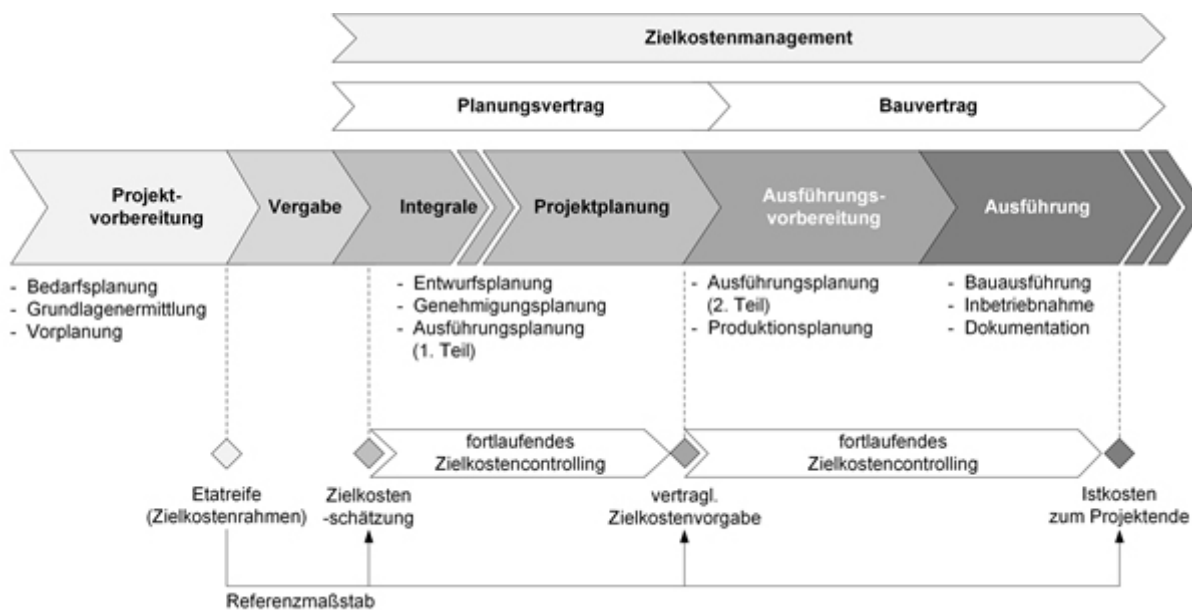 Zielkostenmanagement
Planungsvertrag
Bauvertrag
Projekt-
vorbereitung
Vergabe
Integrale
Projektplanung
Ausführungs-
vorbereitung
Ausführung
- Bedarfsplanung
- Grundlagenermittlung
- Vorplanung
- Entwurfsplanung
- Genehmigungsplanung
- Ausführungsplanung
(1. Teil)
- Ausführungsplanung
(2. Teil)
- Produktionsplanung
- Bauausführung
- Inbetriebnahme
- Dokumentation
fortlaufendes
Zielkostencontrolling
fortlaufendes
Zielkostencontrolling
Etatreife
(Zielkostenrahmen)
Zielkosten
-schätzung
vertragl.
Zielkostenvorgabe
Istkosten
zum Projektende
Referenzmaßstab